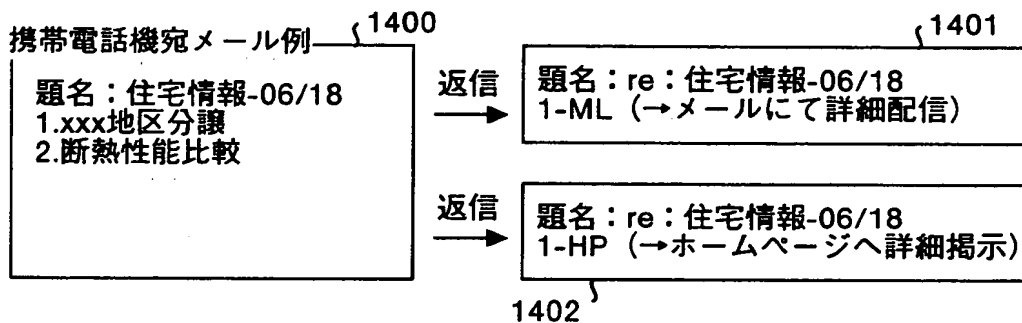 携帯電話機宛メール例
1400
題名：住宅情報-06/18
1.xxx地区分譲
2.断熱性能比較
返信
1401
題名：re：住宅情報-06/18
1-ML（→メールにて詳細配信）
返信
題名：re：住宅情報-06/18
1-HP（→ホームページへ詳細掲示）
1402